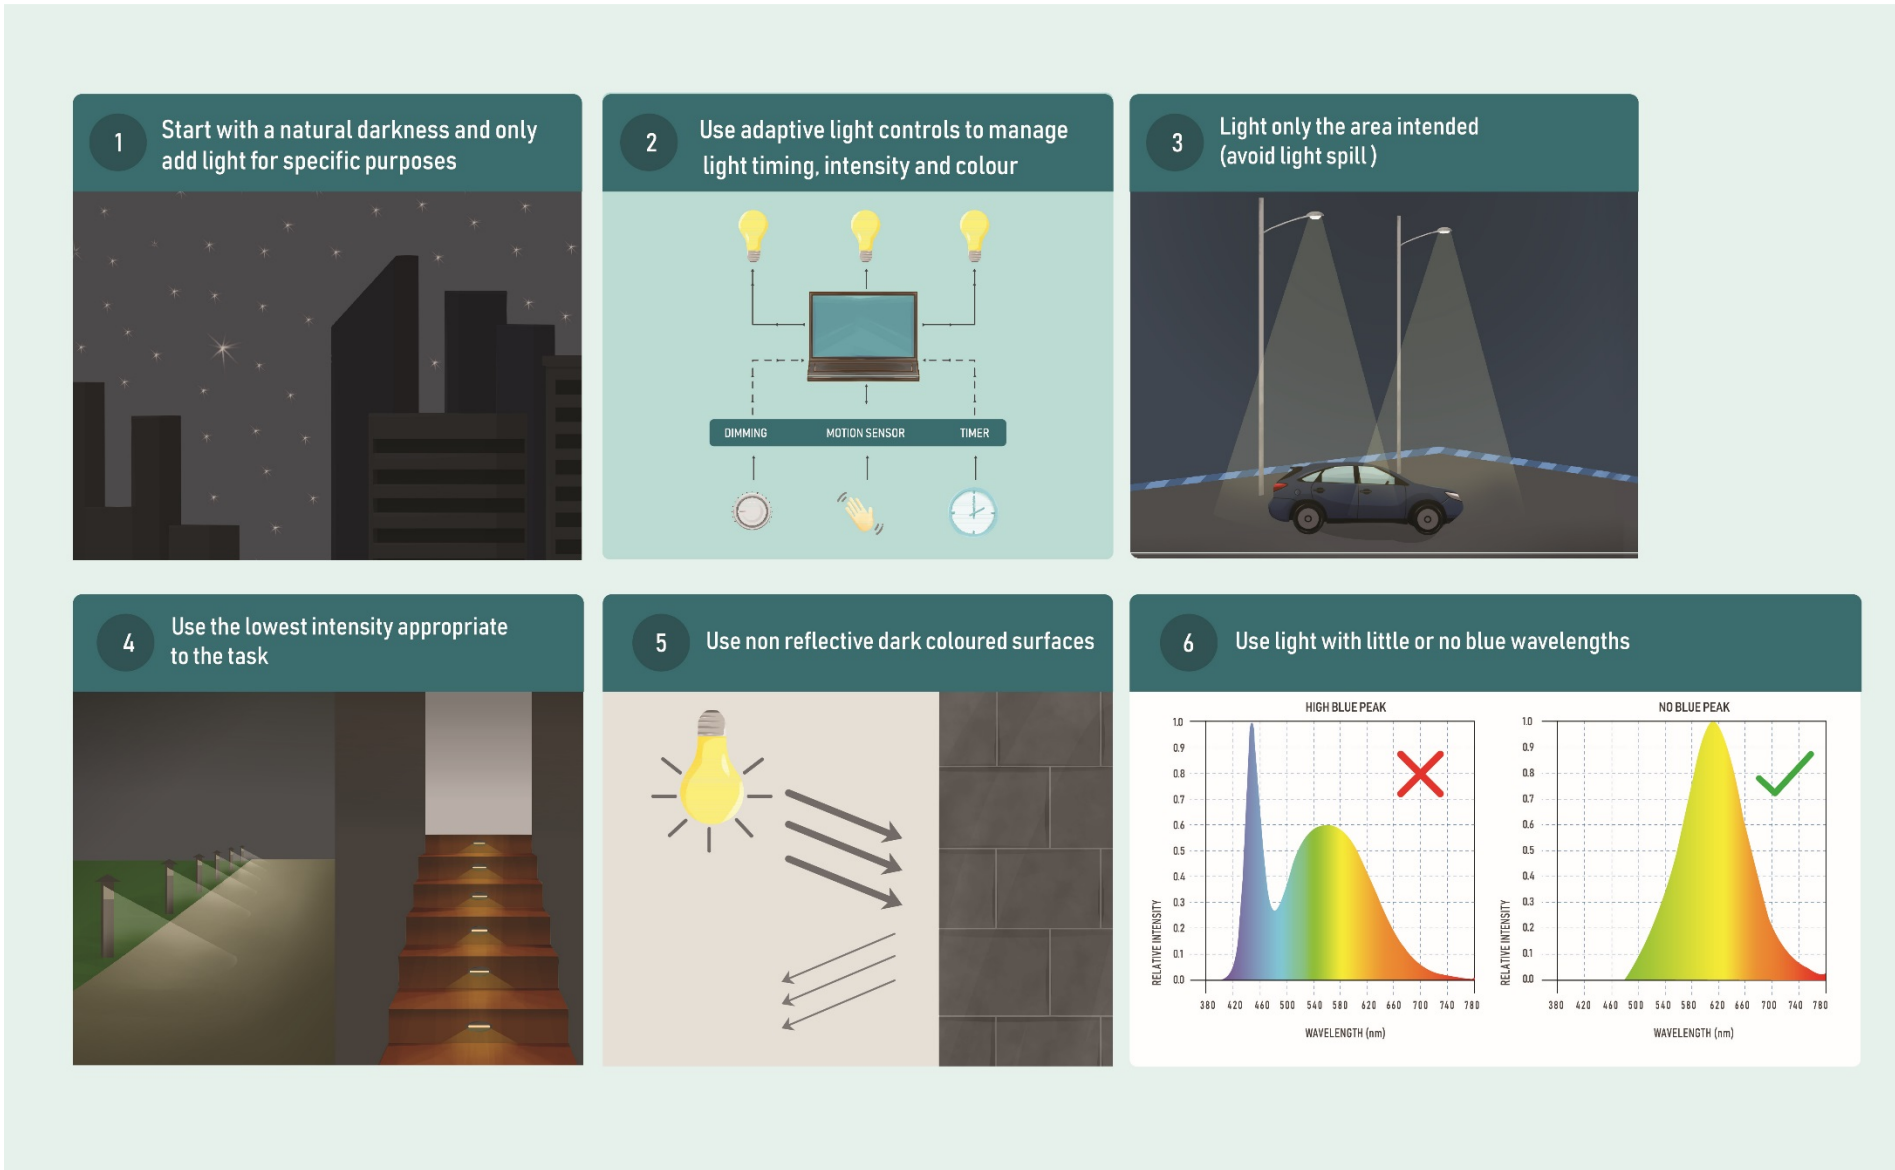 1
Start with a natural darkness and only
add light for specific purposes
2
Use adaptive light controls to manage
light timing, intensity and colour
DIMMING MOTION SENSOR TIMER
3
Light only the area intended
(avoid light spill )
4
Use the lowest intensity appropriate
to the task
5
Use non reflective dark coloured surfaces
6
Use light with little or no blue wavelengths
HIGH BLUE PEAK
1.0
0.9
0.8
0.7
0.6
0.5
0.4
0.3
0.2
0.1
0.0
RELATIVE INTENSITY
380 420 460 500 540 580 620 660 700 740 780
WAVELENGTH (nm)
NO BLUE PEAK
1.0
0.9
0.8
0.7
0.6
0.5
0.4
0.3
0.2
0.1
0.0
RELATIVE INTENSITY
380 420 460 500 540 580 620 660 700 740 780
WAVELENGTH (nm)